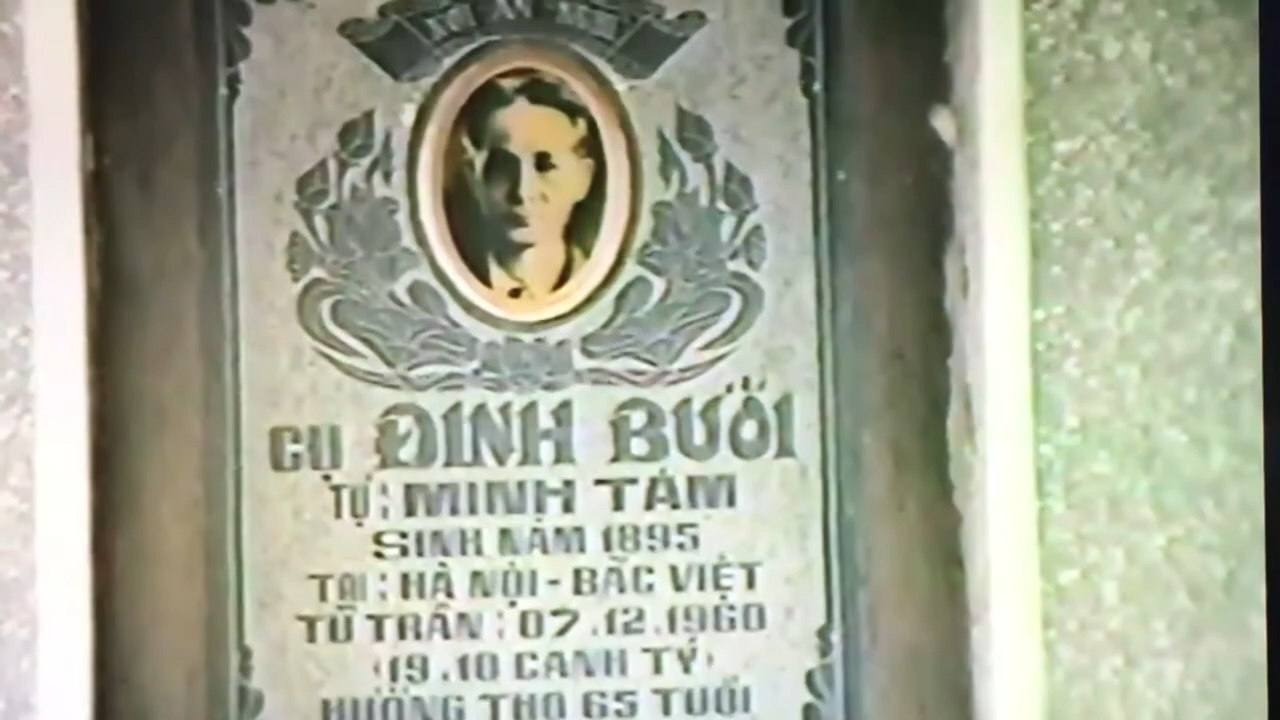 CỤ ĐINH BƯỞI
TỰ : MINH TÂM
SINH NĂM 1895
TẠI : HÀ NỘI - BẮC VIỆT
TỪ TRẦN : 07.12.1960
(19.10 CANH TÝ)
HƯỞNG THỌ 65 TUỔI